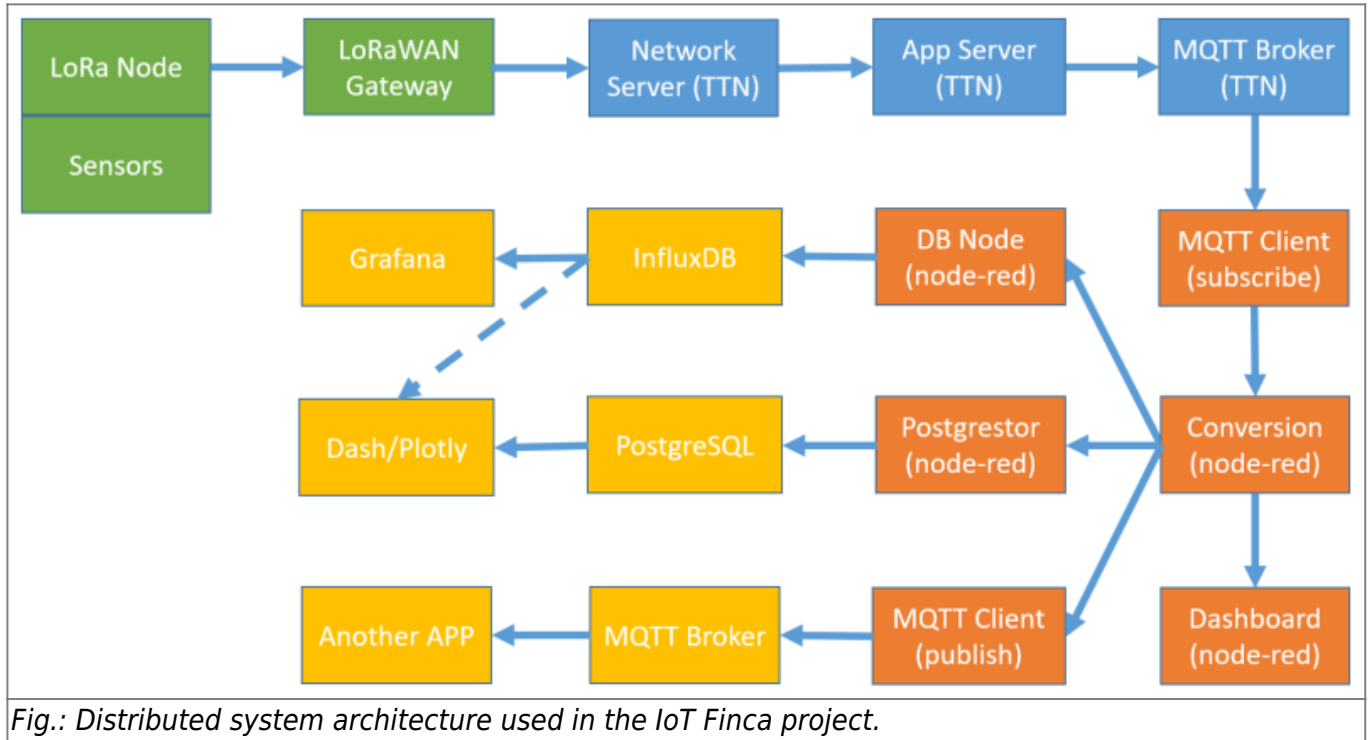 LoRa Node
Sensors
LoRaWAN
Gateway
Network
Server (TTN)
App Server
(TTN)
MQTT Broker
(TTN)
Grafana
InfluxDB
DB Node
(node-red)
MQTT Client
(subscribe)
Dash/Plotly
PostgreSQL
Postgrestor
(node-red)
Conversion
(node-red)
Another APP
MQTT Broker
MQTT Client
(publish)
Dashboard
(node-red)
Fig.: Distributed system architecture used in the IoT Finca project.